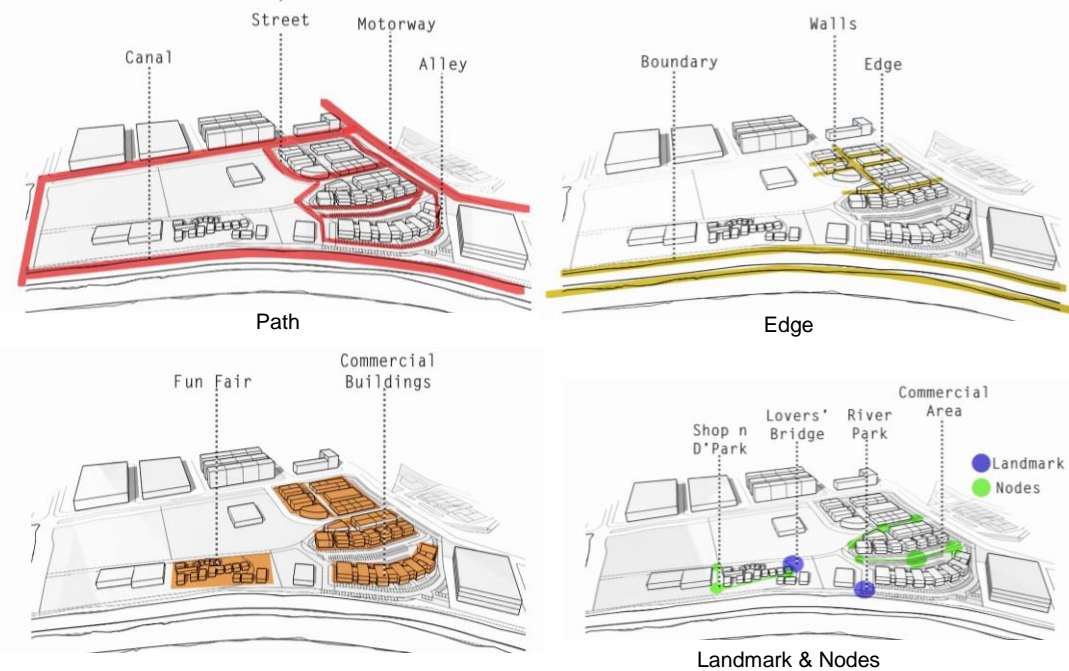 Street
Motorway
Canal
Alley
Path
Walls
Boundary
Edge
Edge
Fun Fair
Commercial
Buildings
Commercial
Area
Lovers'
Bridge
River
Park
Shop n
D'Park
Landmark
Nodes
Landmark & Nodes